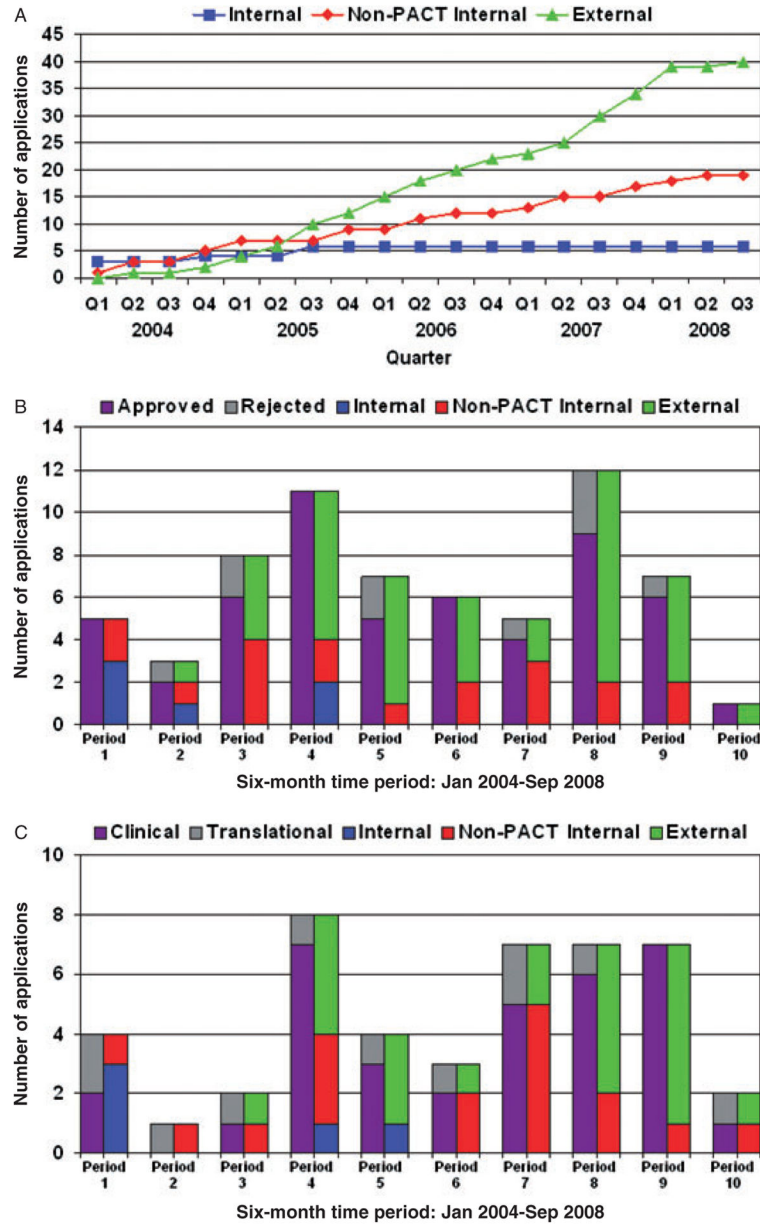 A
Internal Non-PACT Internal External
Number of applications
45
40
35
30
25
20
15
10
5
0
Q1 Q2 Q3 Q4 Q1 Q2 Q3 Q4 Q1 Q2 Q3 Q4 Q1 Q2 Q3 Q4 Q1 Q2 Q3
2004 2005 2006 2007 2008
Quarter
B
Approved Rejected Internal Non-PACT Internal External
Number of applications
14
12
10
8
6
4
2
0
Period Period Period Period Period Period Period Period Period Period
1 2 3 4 5 6 7 8 9 10
Six-month time period: Jan 2004-Sep 2008
C
Clinical Translational Internal Non-PACT Internal External
Number of applications
10
8
6
4
2
0
Period Period Period Period Period Period Period Period Period Period
1 2 3 4 5 6 7 8 9 10
Six-month time period: Jan 2004-Sep 2008